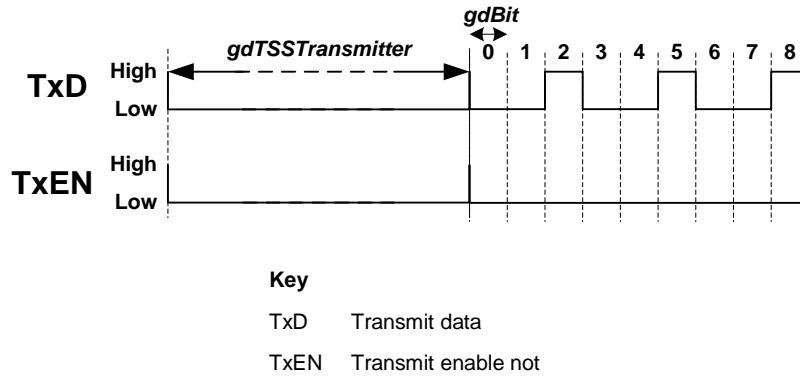 gdBit
gdTSSTransmitter
0 1 2 3 4 5 6 7 8
TxD
High
Low
TxEN
High
Low
Key
TxD Transmit data
TxEN Transmit enable not